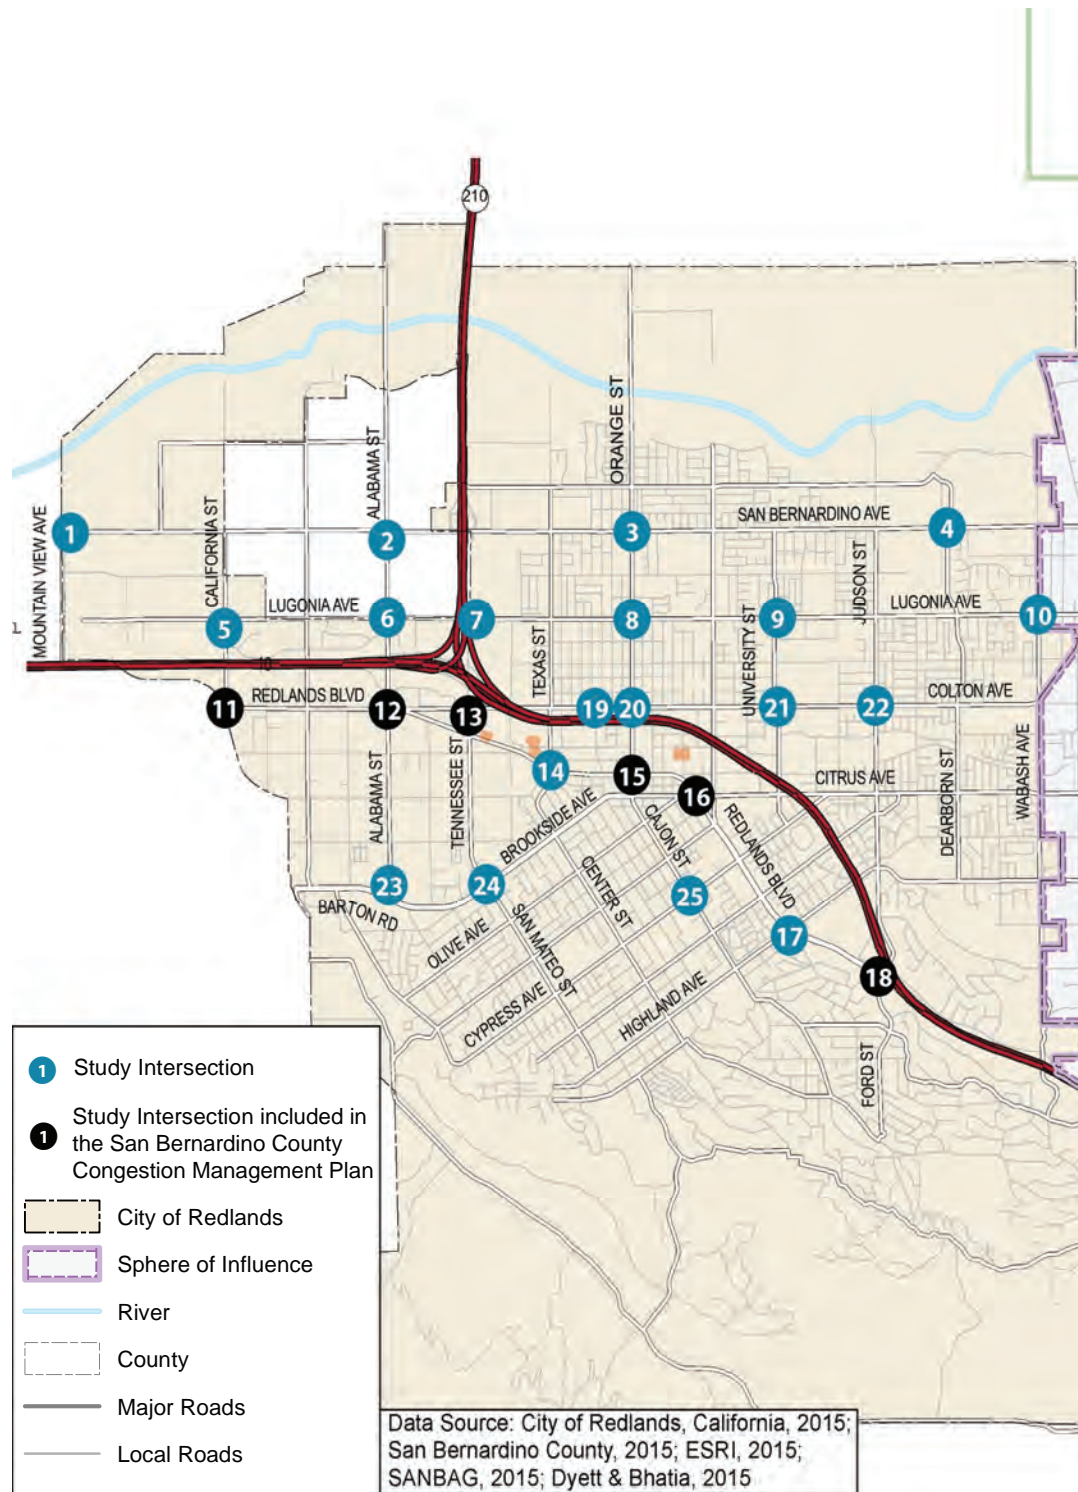 210
ORANGE ST
ALABAMA ST
CALIFORNIA ST
MOUNTAIN VIEW AVE
SAN BERNARDINO AVE
1
2
3
4
JUDSON ST
LUGONIA AVE
LUGONIA AVE
5
6
7
8
9
10
UNIVERSITY ST
TEXAS ST
10
REDLANDS BLVD
COLTON AVE
11
12
13
19
20
21
22
WABASH AVE
DEARBORN ST
ALABAMA ST
TENNESSEE ST
14
15
16
CITRUS AVE
BROOKSIDE AVE
CAJON ST
REDLANDS BLVD
CENTER ST
23
24
25
BARTON RD
OLIVE AVE
SAN MATEO ST
17
18
CYPRESS AVE
HIGHLAND AVE
FORD ST
1 Study Intersection
1 Study Intersection included in
the San Bernardino County
Congestion Management Plan
City of Redlands
Sphere of Influence
River
County
Major Roads
Local Roads
Data Source: City of Redlands, California, 2015;
San Bernardino County, 2015; ESRI, 2015;
SANBAG, 2015; Dyett & Bhatia, 2015